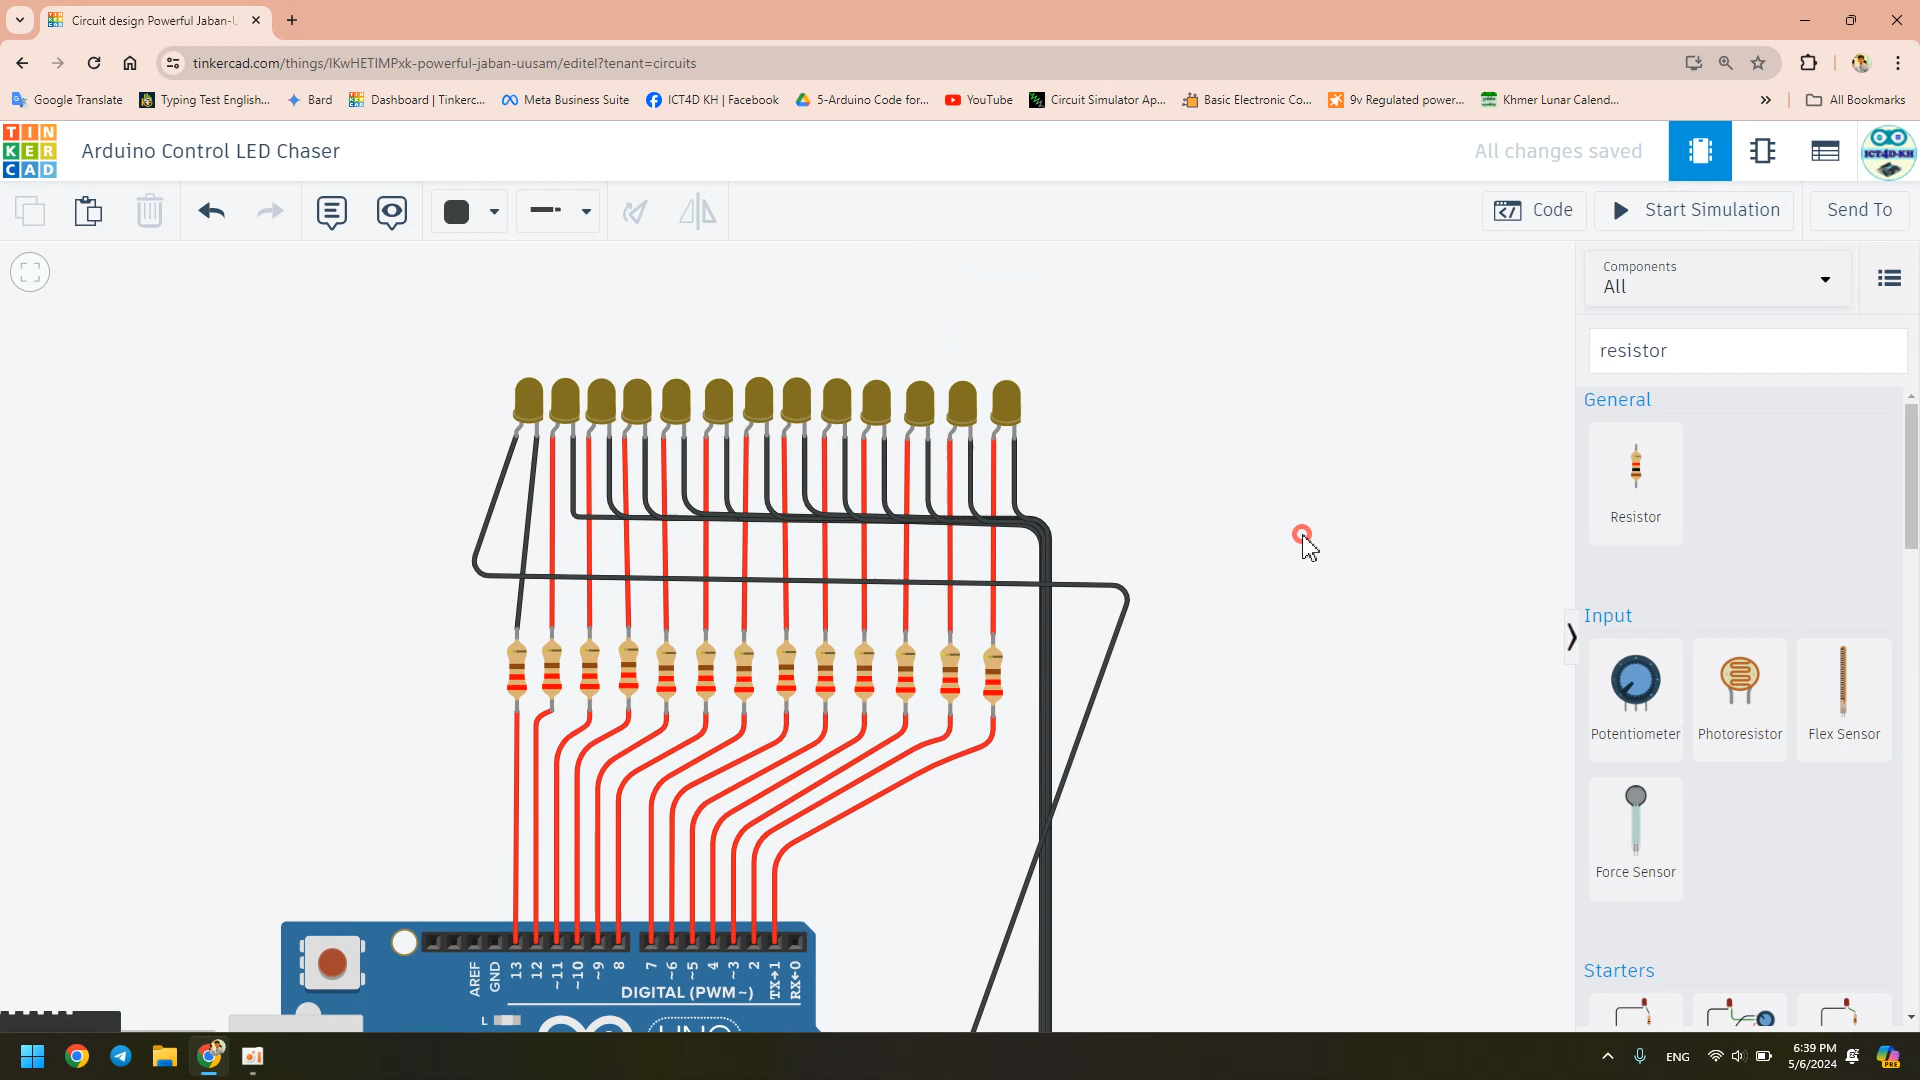 Circuit design Powerful Jaban-U
tinkercad.com/things/lKwHETIMPxk-powerful-jaban-uusam/editel?tenant=circuits
Google Translate
Typing Test English...
Bard
Dashboard | Tinkerc...
Meta Business Suite
ICT4D KH | Facebook
5-Arduino Code for...
YouTube
Circuit Simulator Ap...
Basic Electronic Co...
9v Regulated power...
Khmer Lunar Calend...
All Bookmarks
TIN
KER
CAD
Arduino Control LED Chaser
All changes saved
ICT4D-KH
Code
Start Simulation
Send To
Components
All
resistor
General
Resistor
Input
Potentiometer
Photoresistor
Flex Sensor
Force Sensor
Starters
AREF
GND
13
12
~11
~10
~9
8
7
~6
~5
4
~3
2
TX→1
RX←0
DIGITAL (PWM~)
L
UNO
ENG
6:39 PM
5/6/2024
PRE